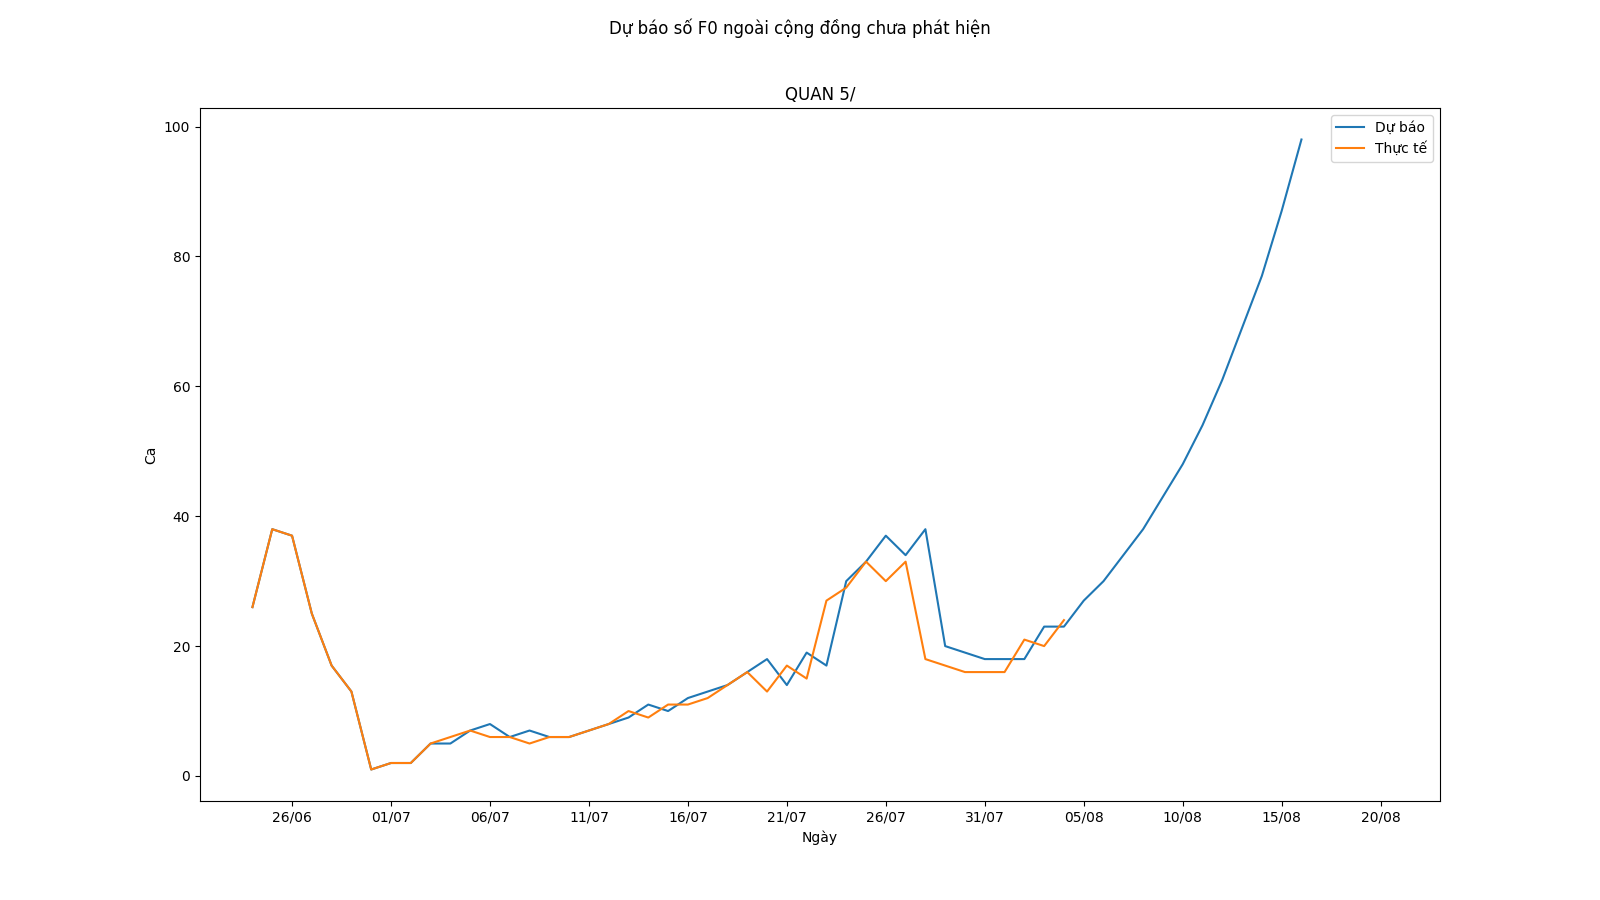 Dự báo số F0 ngoài cộng đồng chưa phát hiện
QUAN 5/
Dự báo
Thực tế
100
80
60
40
20
0
Ca
26/06 01/07 06/07 11/07 16/07 21/07 26/07 31/07 05/08 10/08 15/08 20/08
Ngày